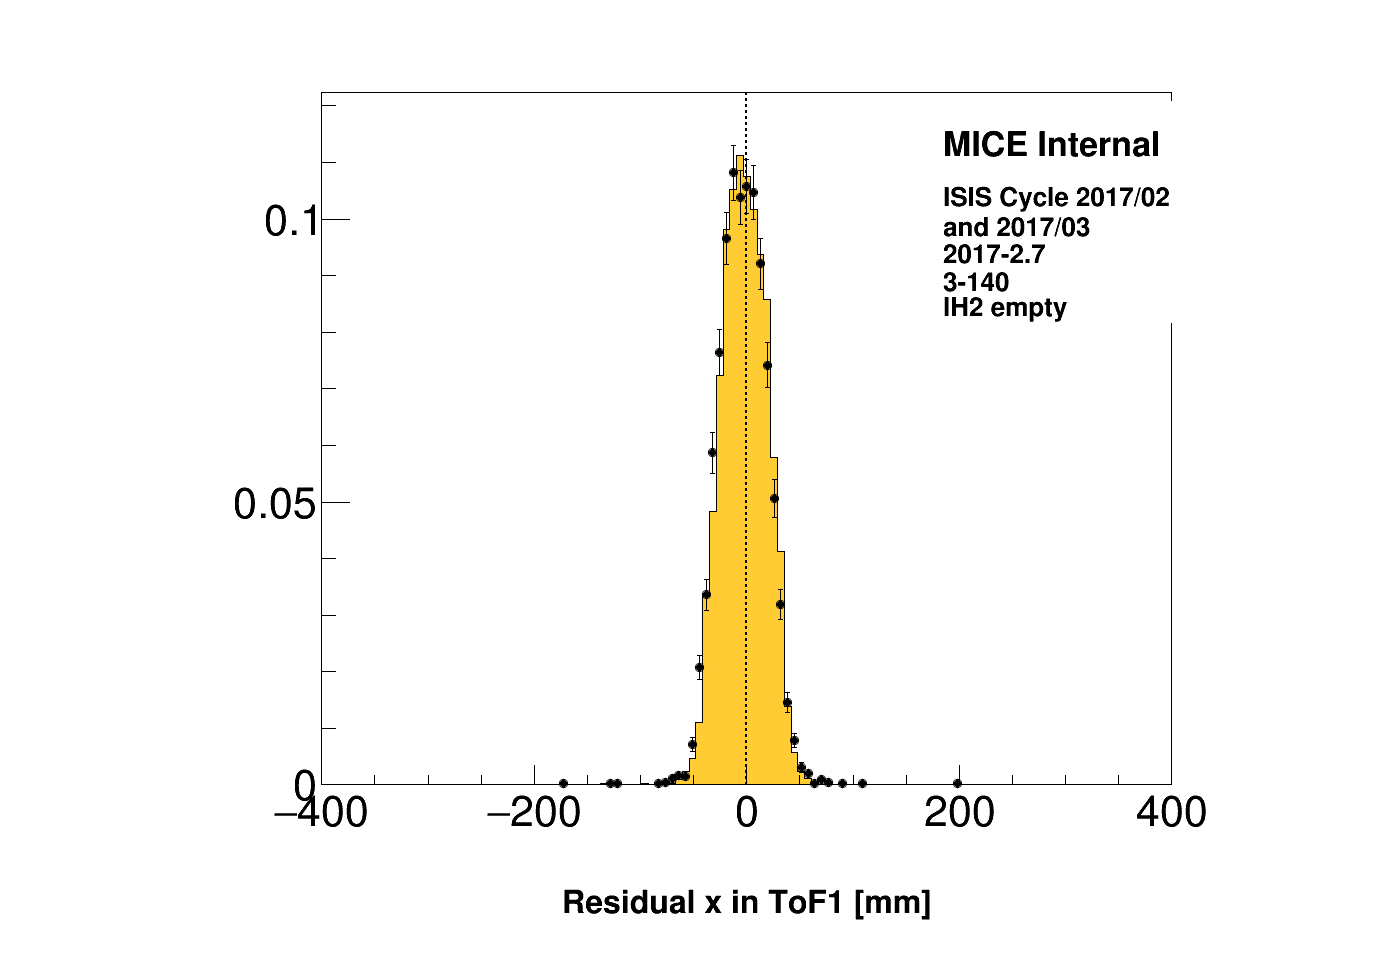 MICE Internal
ISIS Cycle 2017/02
and 2017/03
2017-2.7
3-140
lH2 empty
0.1
0.05
0
−400 −200 0 200 400
Residual x in ToF1 [mm]